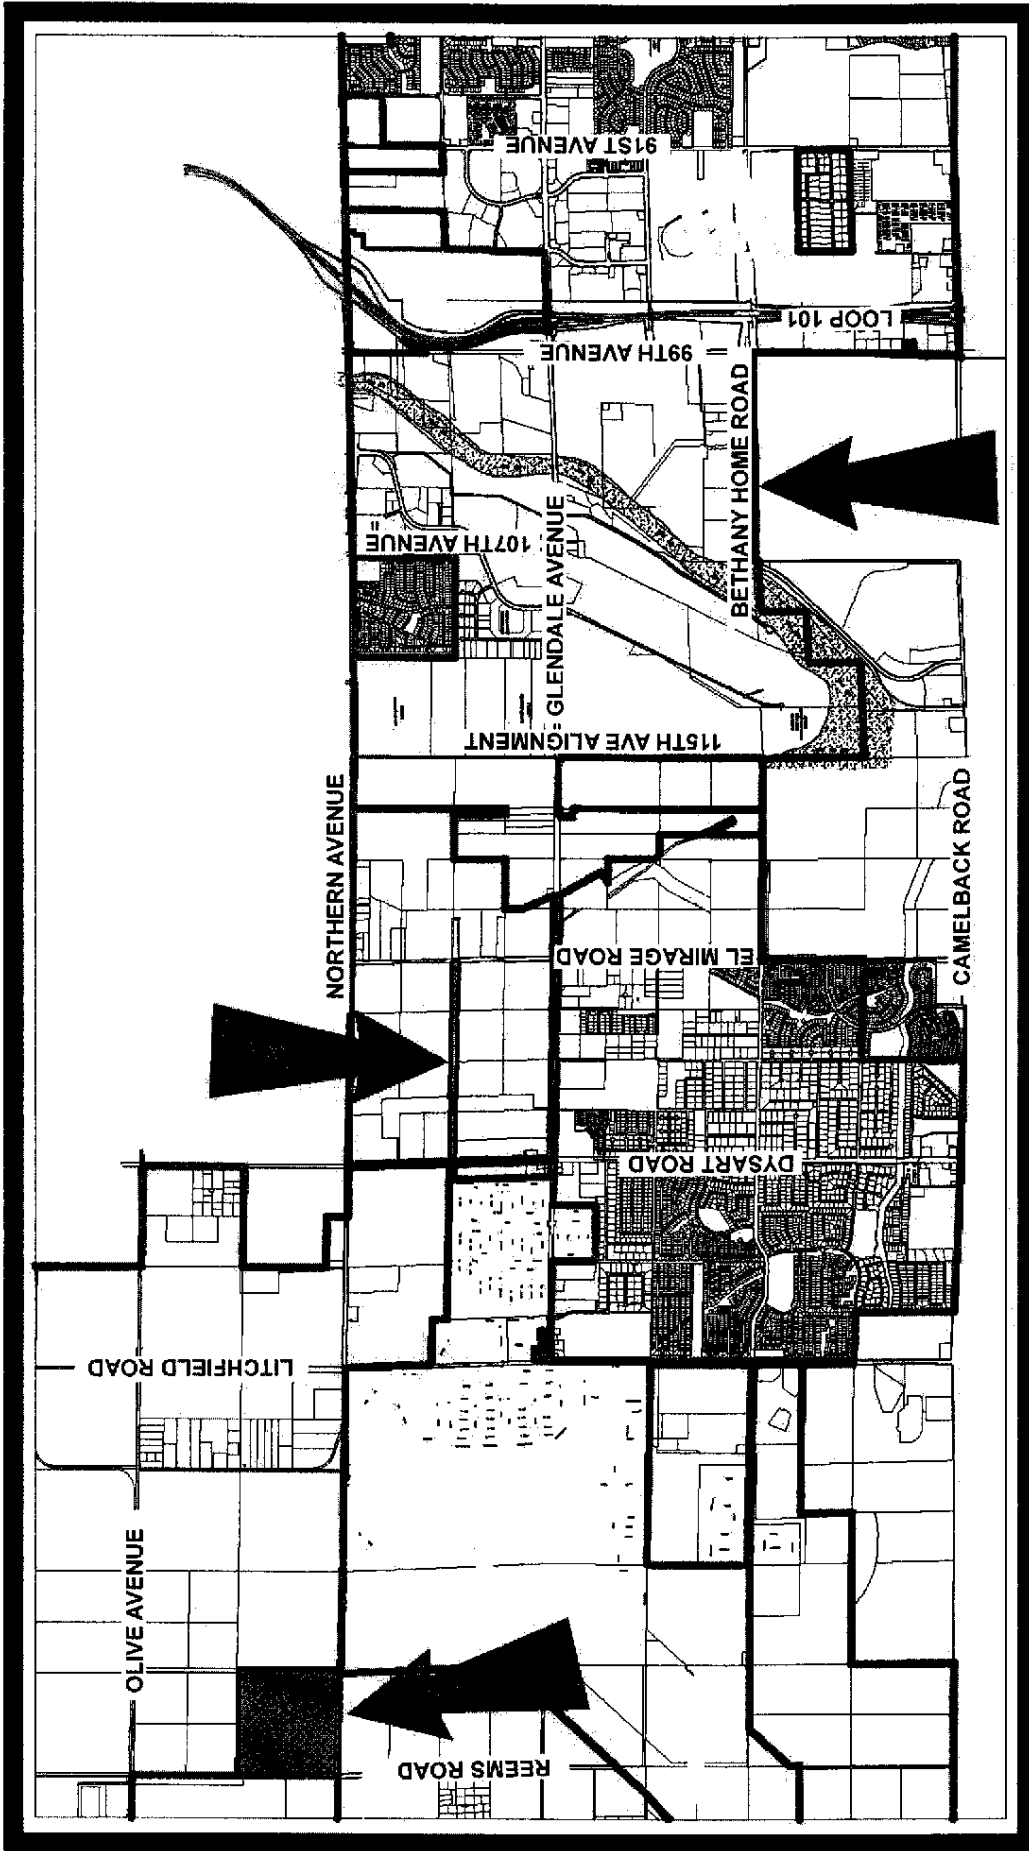 91ST AVENUE
LOOP 101
99TH AVENUE
BETHANY HOME ROAD
107TH AVENUE
GLENDALE AVENUE
115TH AVE ALIGNMENT
NORTHERN AVENUE
CAMELBACK ROAD
EL MIRAGE ROAD
DYSART ROAD
LITCHFIELD ROAD
OLIVE AVENUE
REEMS ROAD